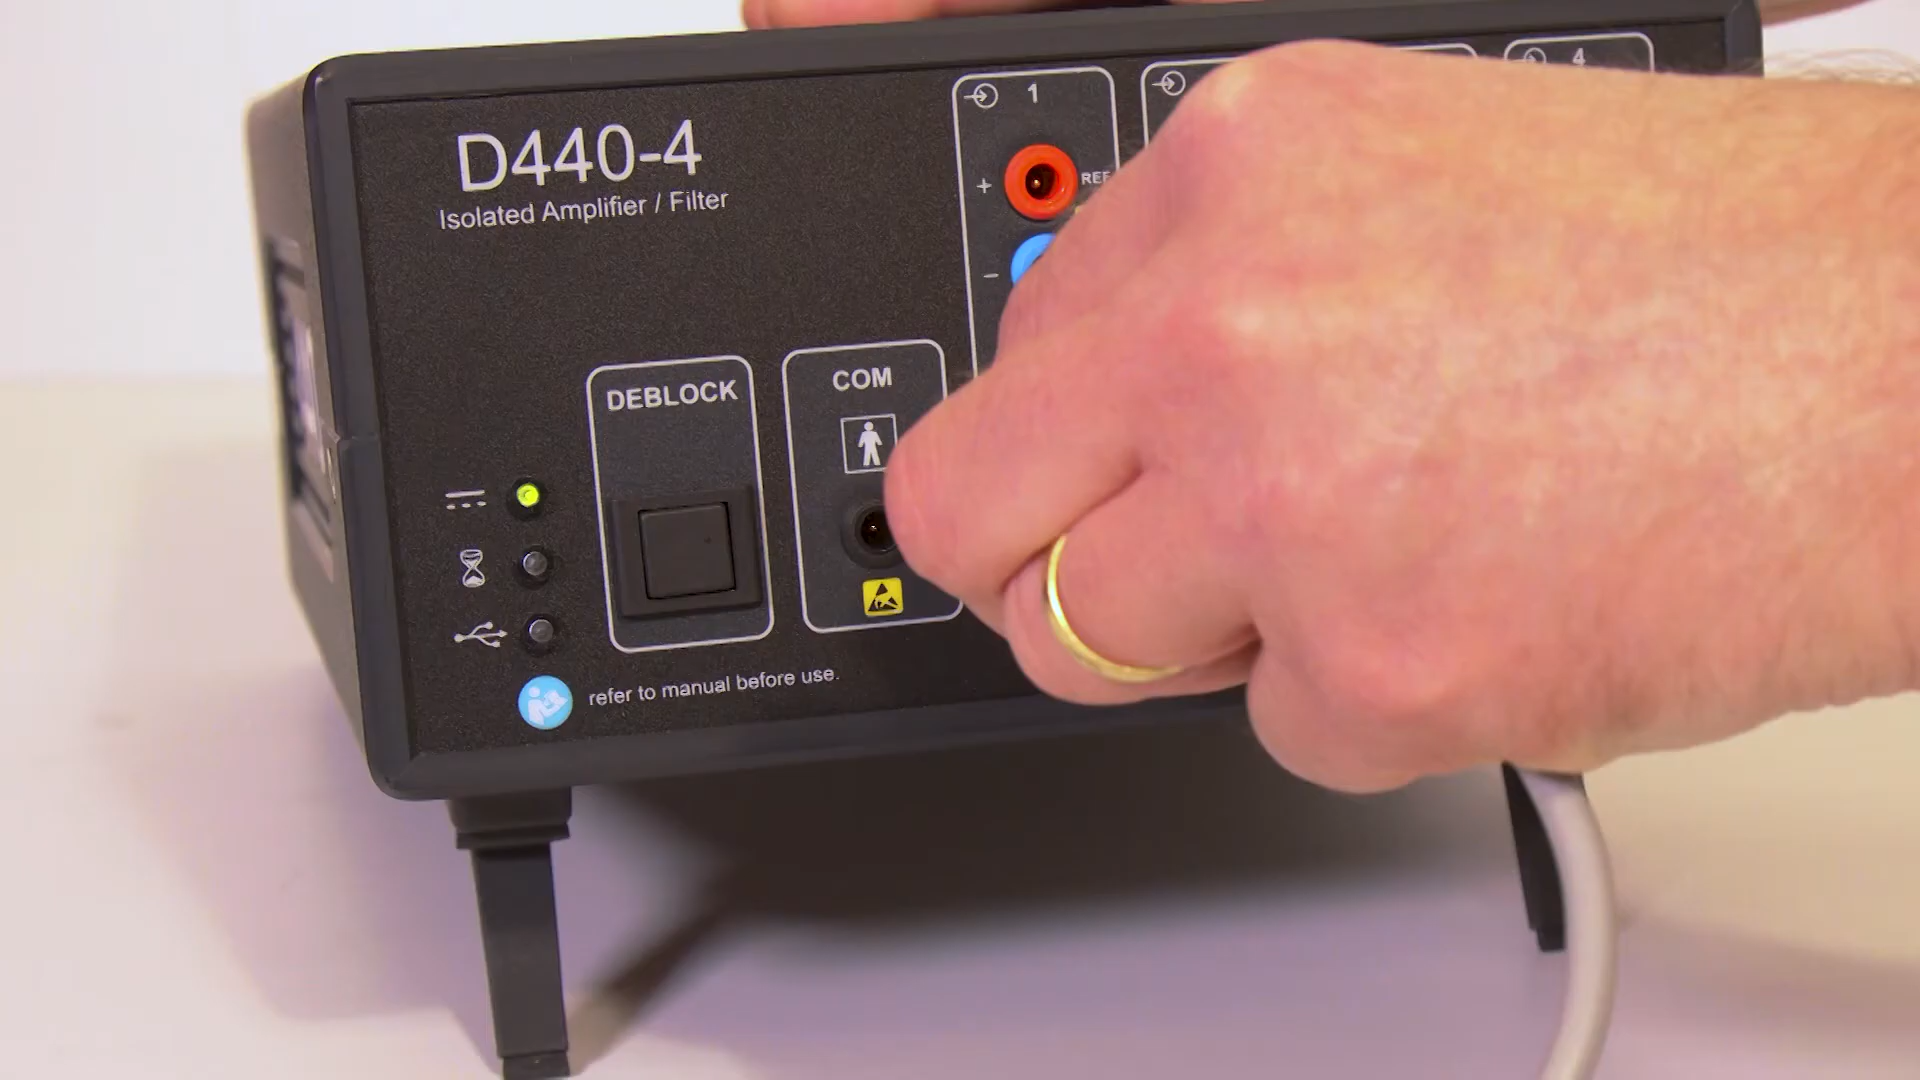 D440-4
Isolated Amplifier / Filter
1
4
+
REF
−
DEBLOCK
COM
refer to manual before use.